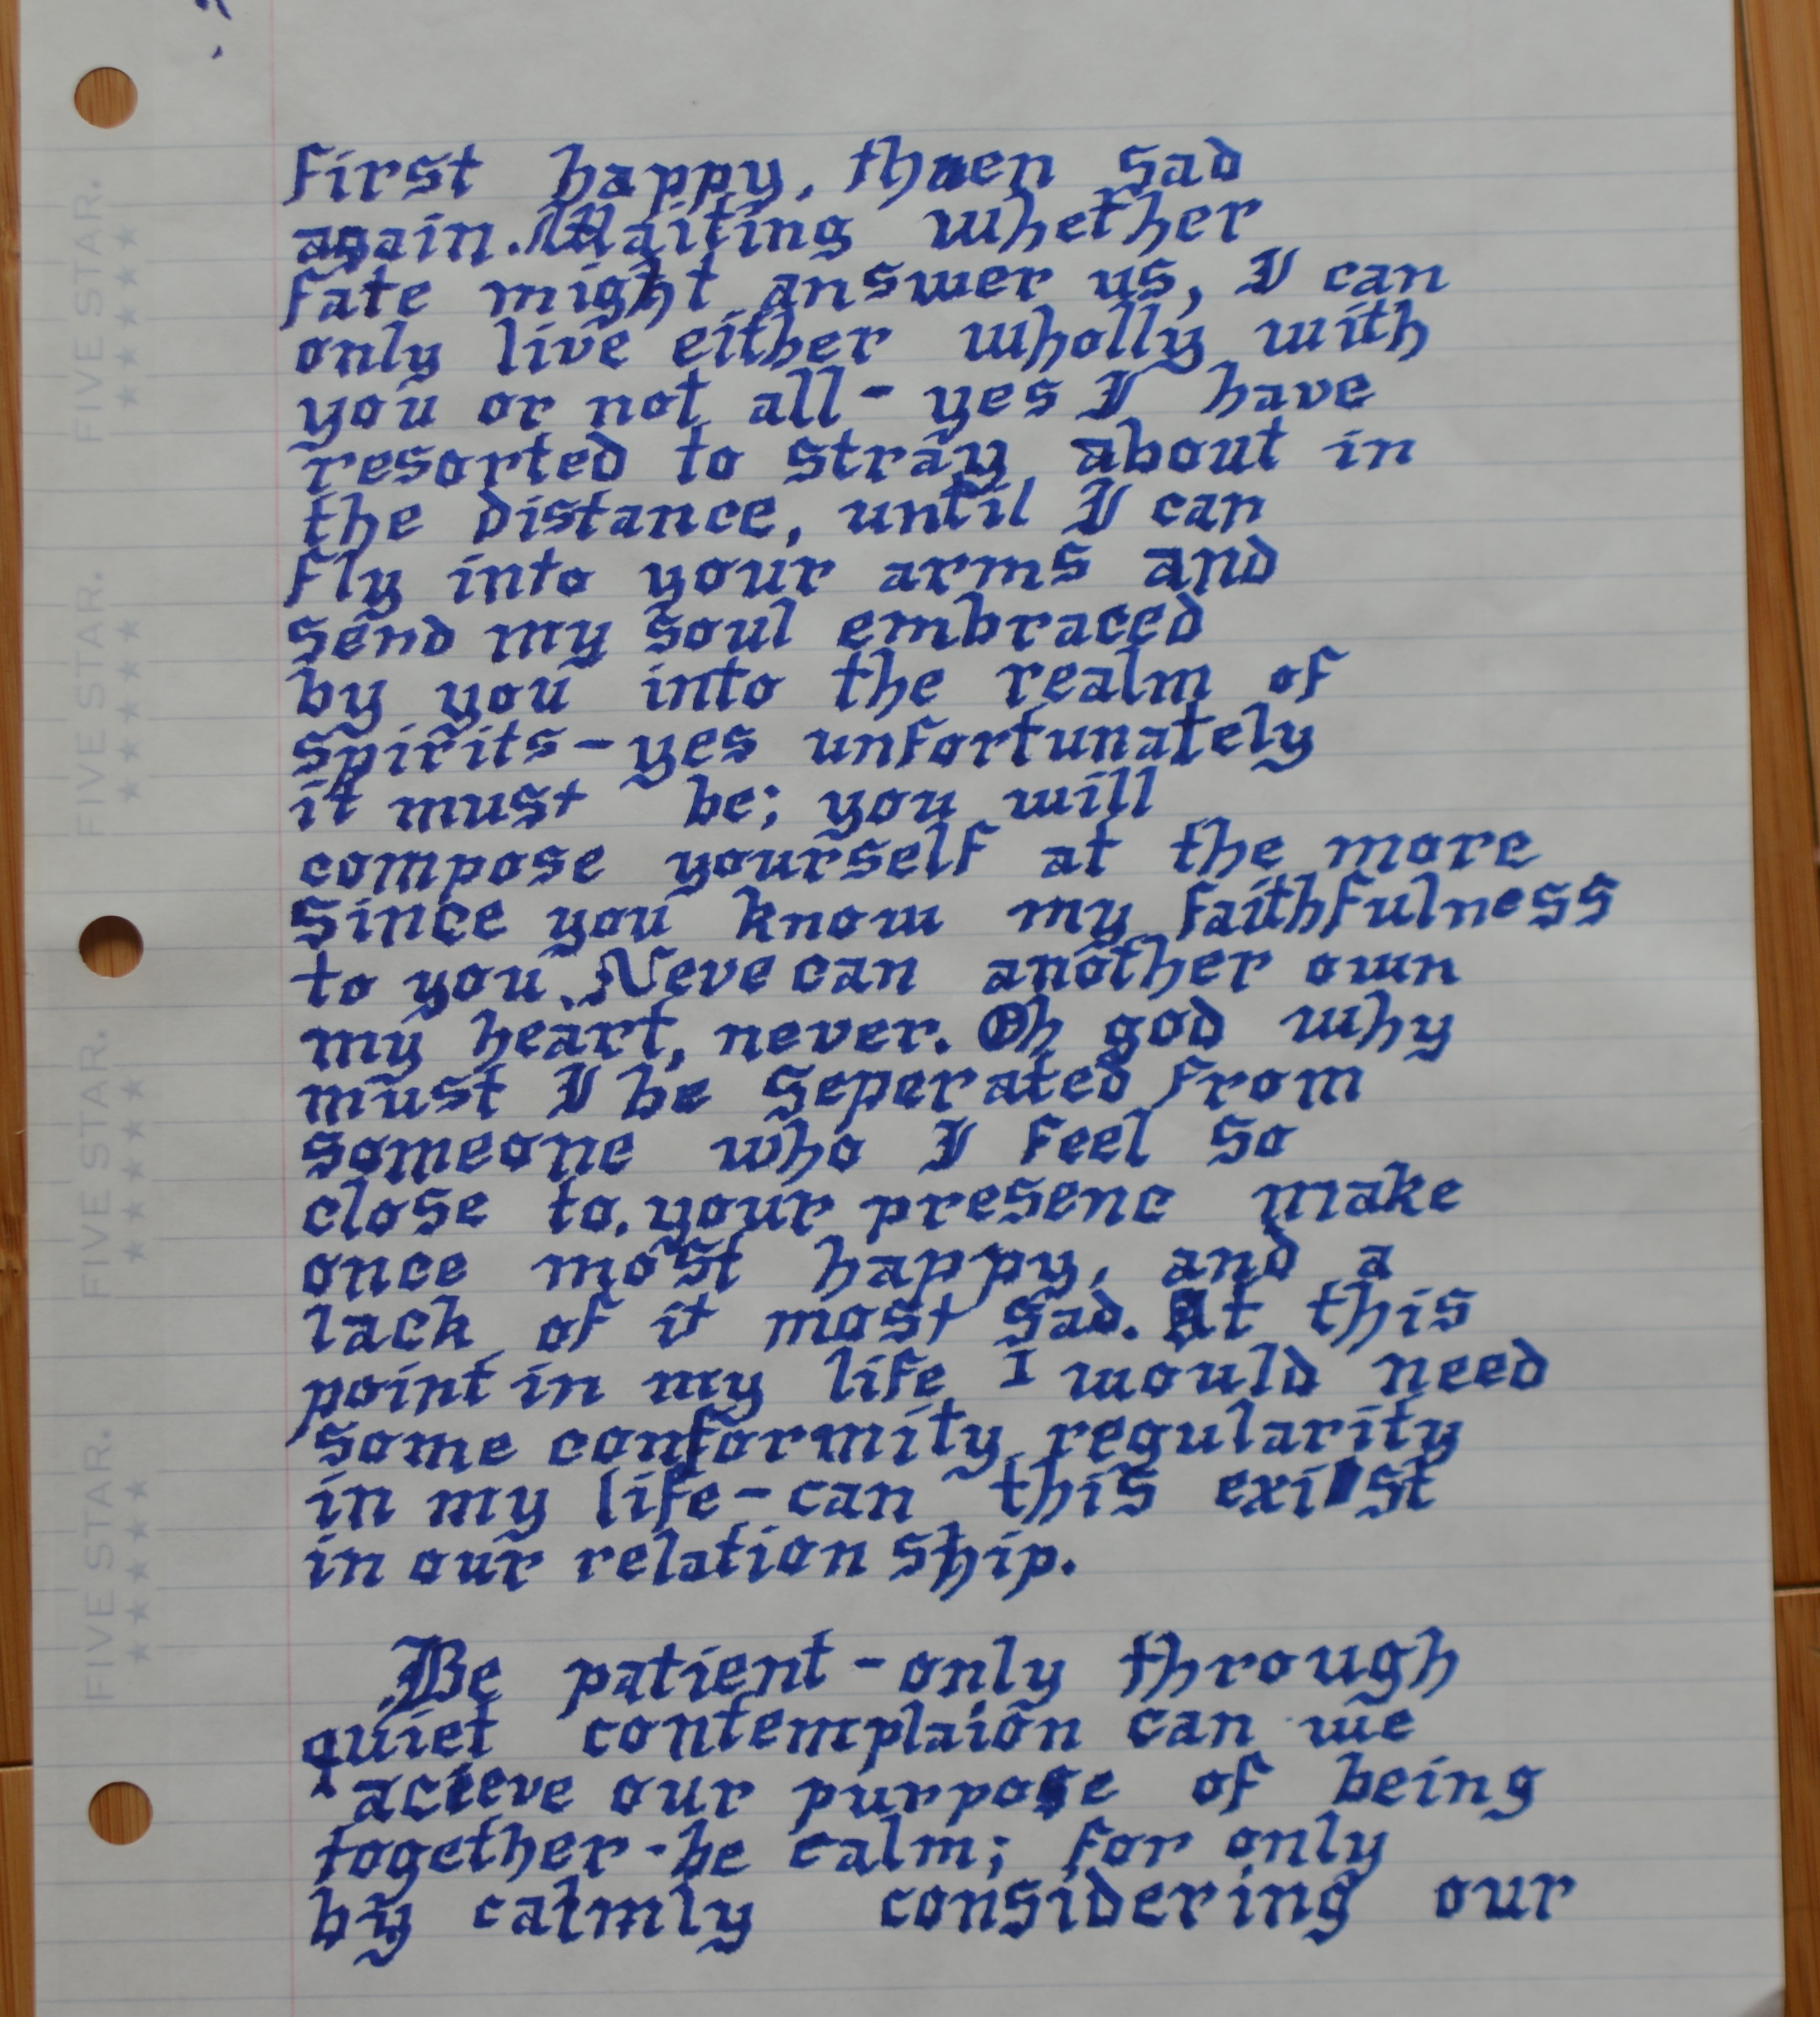 first happy, then sad
again. Waiting whether
fate might answer us, I can
only live either wholly with
you or not all - yes I have
resorted to stray about in
the distance, until I can
fly into your arms and
send my soul embraced
by you into the realm of
spirits - yes unfortunately
it must be; you will
compose yourself at the more
since you know my faithfulness
to you. Neve can another own
my heart, never. Oh god why
must I be seperated from
someone who I feel so
close to. your presenc make
once most happy, and a
lack of it most sad. At this
point in my life I would need
some conformity regularity
in my life - can this exist
in our relation ship.
Be patient - only through
quiet contemplaion can we
acieve our purpose of being
together - be calm; for only
by calmly considering our
FIVE STAR.
FIVE STAR.
FIVE STAR.
FIVE STAR.